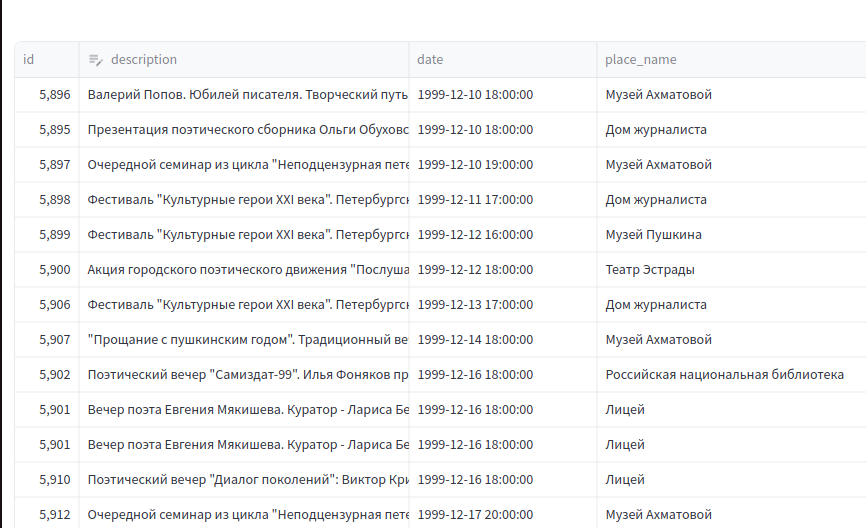 id description date place_name
5,896 Валерий Попов. Юбилей писателя. Творческий путь 1999-12-10 18:00:00 Музей Ахматовой
5,895 Презентация поэтического сборника Ольги Обуховс 1999-12-10 18:00:00 Дом журналиста
5,897 Очередной семинар из цикла "Неподцензурная пете 1999-12-10 19:00:00 Музей Ахматовой
5,898 Фестиваль "Культурные герои XXI века". Петербургск 1999-12-11 17:00:00 Дом журналиста
5,899 Фестиваль "Культурные герои XXI века". Петербургск 1999-12-12 16:00:00 Музей Пушкина
5,900 Акция городского поэтического движения "Послуша 1999-12-12 18:00:00 Театр Эстрады
5,906 Фестиваль "Культурные герои XXI века". Петербургск 1999-12-13 17:00:00 Дом журналиста
5,907 "Прощание с пушкинским годом". Традиционный ве 1999-12-14 18:00:00 Музей Ахматовой
5,902 Поэтический вечер "Самиздат-99". Илья Фоняков пр 1999-12-16 18:00:00 Российская национальная библиотека
5,901 Вечер поэта Евгения Мякишева. Куратор - Лариса Бе 1999-12-16 18:00:00 Лицей
5,901 Вечер поэта Евгения Мякишева. Куратор - Лариса Бе 1999-12-16 18:00:00 Лицей
5,910 Поэтический вечер "Диалог поколений": Виктор Кри 1999-12-16 18:00:00 Лицей
5,912 Очередной семинар из цикла "Неподцензурная пете 1999-12-17 20:00:00 Музей Ахматовой